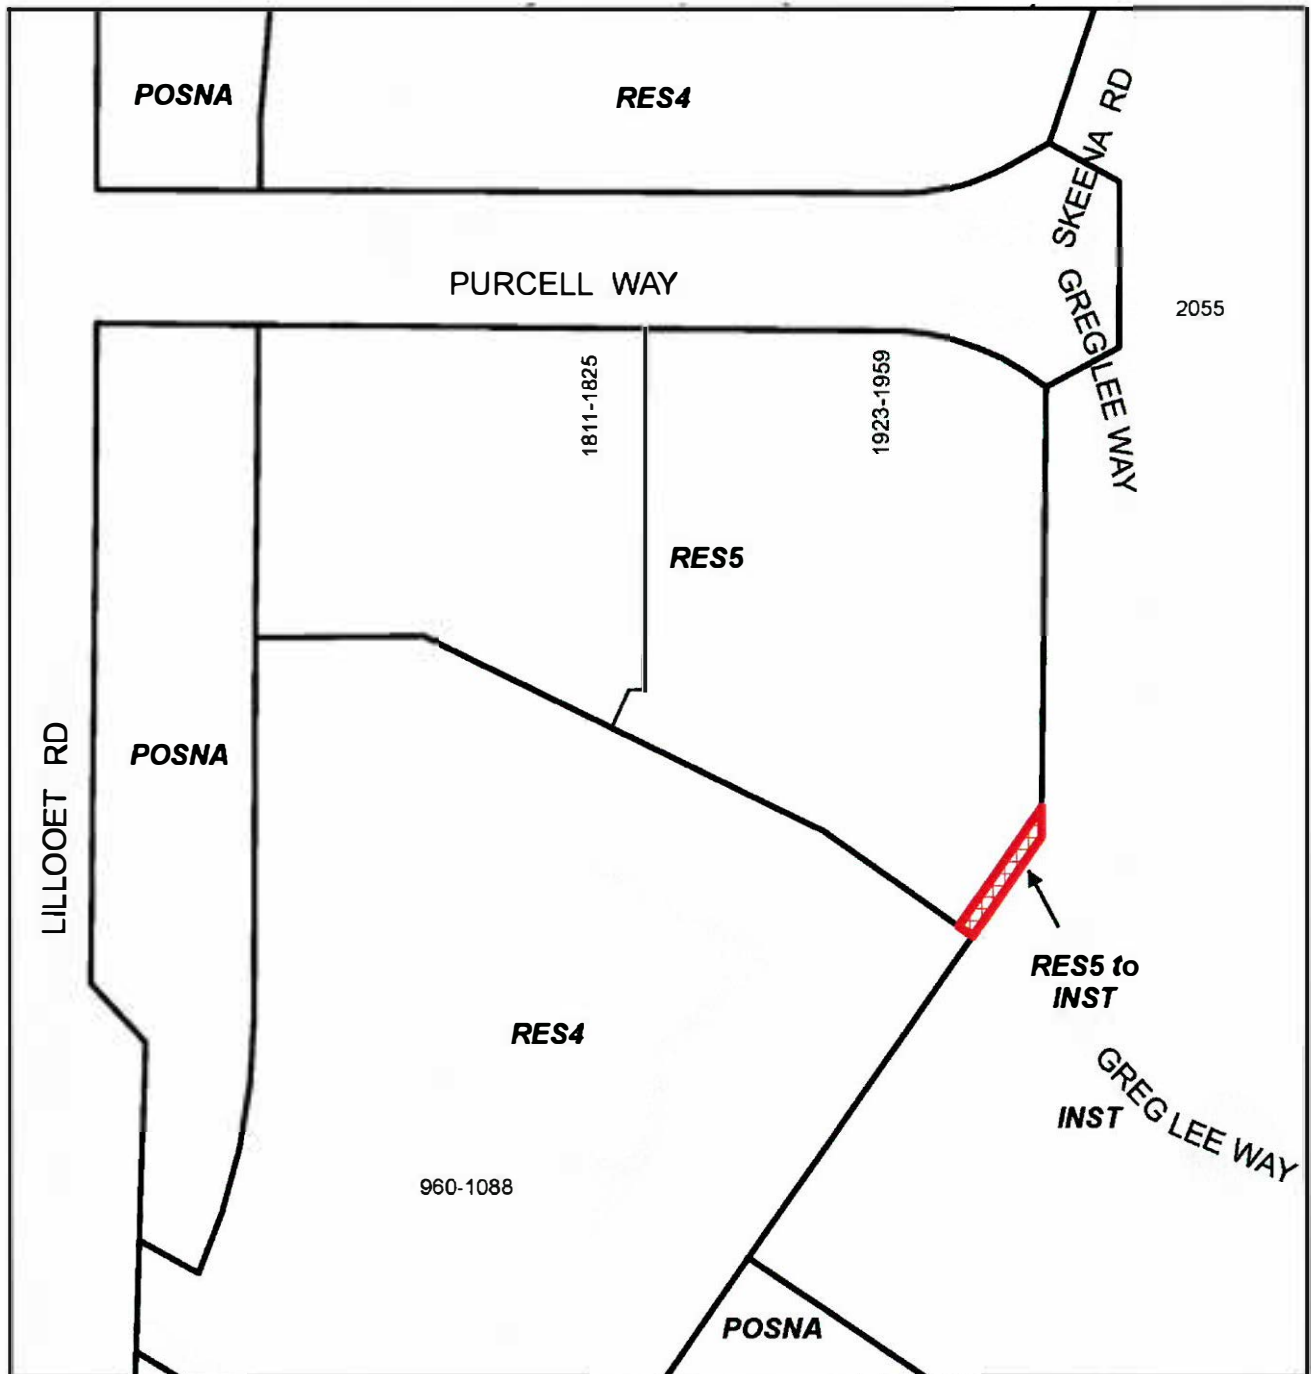 POSNA
RES4
SKEENA RD
PURCELL WAY
GREG LEE WAY
2055
1811-1825
1923-1959
RES5
LILLOOET RD
POSNA
RES5 to
INST
RES4
GREG LEE WAY
INST
960-1088
POSNA